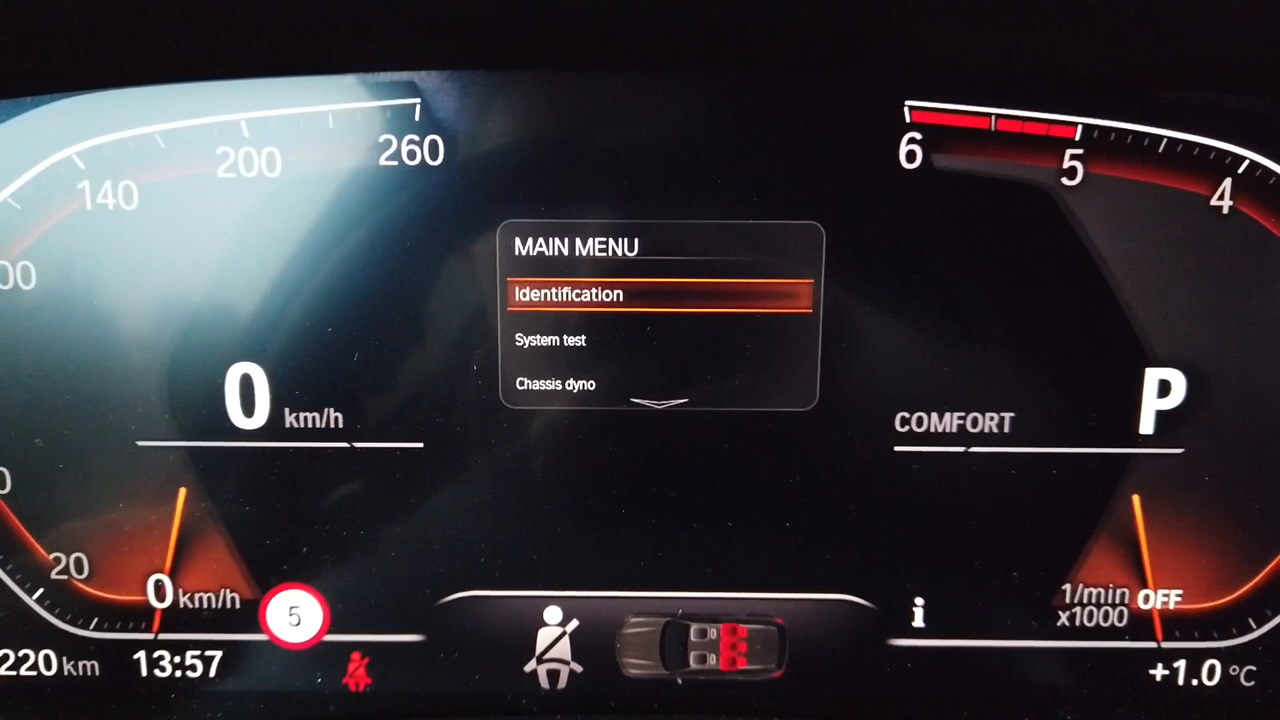 260
200
140
00
6
5
4
MAIN MENU
Identification
System test
Chassis dyno
0 km/h
COMFORT
P
0
20
0 km/h
5
i
1/min
x1000
OFF
220 km
13:57
+1.0 °C